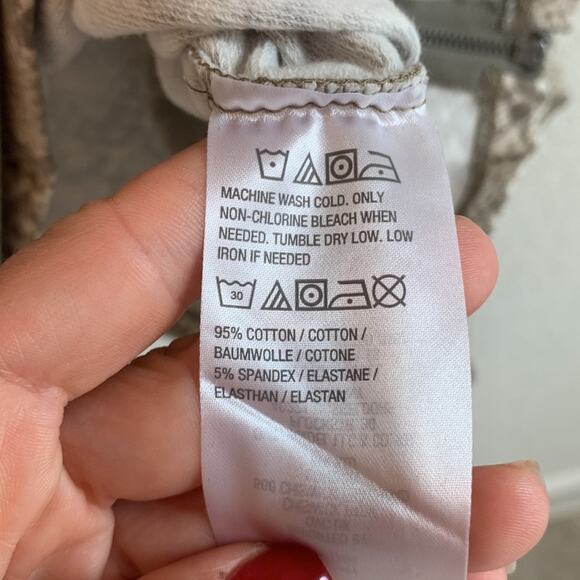 MACHINE WASH COLD. ONLY
NON-CHLORINE BLEACH WHEN
NEEDED. TUMBLE DRY LOW. LOW
IRON IF NEEDED
30
95% COTTON / COTTON /
BAUMWOLLE / COTONE
5% SPANDEX / ELASTANE /
ELASTHAN / ELASTAN